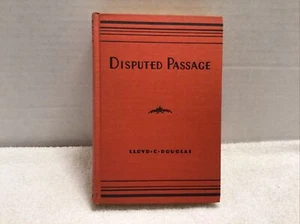 DISPUTED PASSAGE
LLOYD • C • DOUGLAS